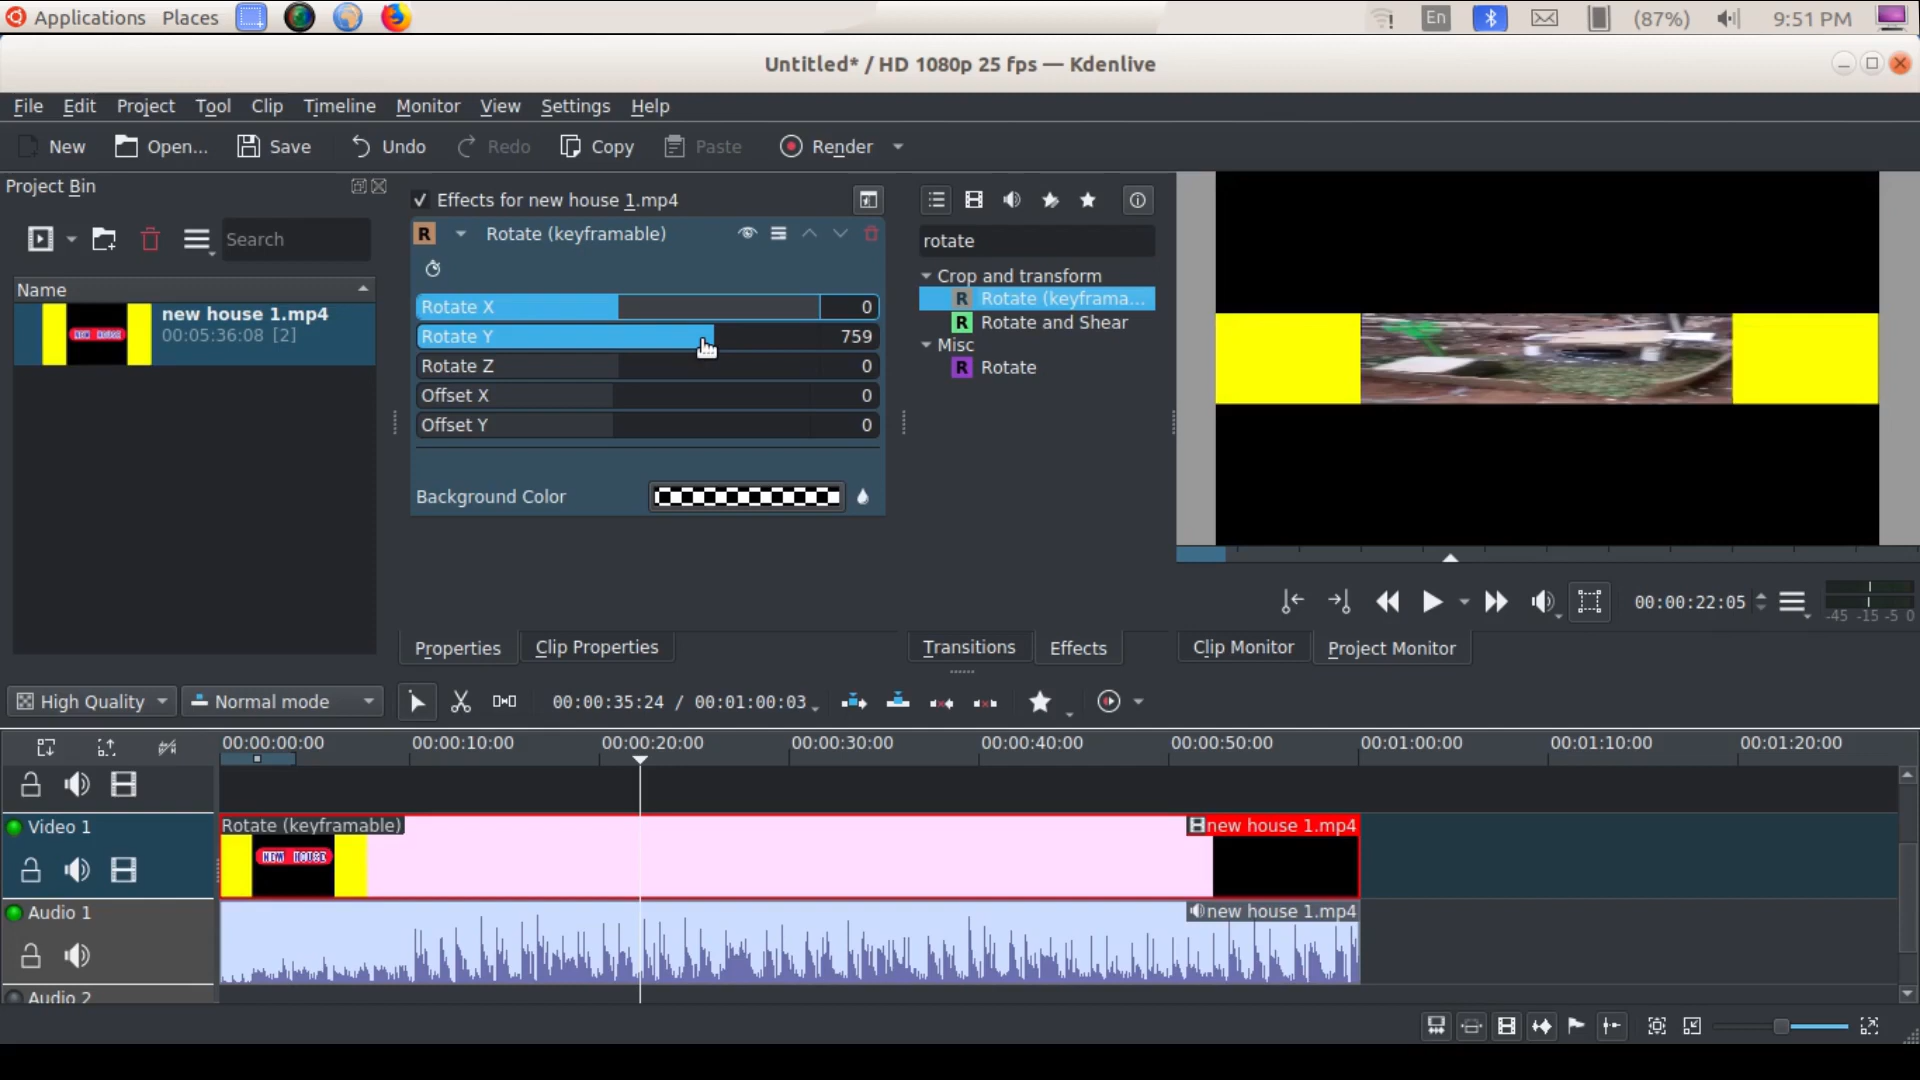 Applications Places En (87%) 9:51 PM
Untitled* / HD 1080p 25 fps — Kdenlive
File Edit Project Tool Clip Timeline Monitor View Settings Help
New Open... Save Undo Redo Copy Paste Render
Project Bin
Search
Name
new house 1.mp4
00:05:36:08 [2]
NEW HOUSE
Effects for new house 1.mp4
R Rotate (keyframable)
Rotate X 0
Rotate Y 759
Rotate Z 0
Offset X 0
Offset Y 0
Background Color
rotate
Crop and transform
R Rotate (keyframa...
R Rotate and Shear
Misc
R Rotate
00:00:22:05
-45 -15 -5 0
Properties Clip Properties
Transitions Effects
Clip Monitor Project Monitor
High Quality Normal mode
00:00:35:24 / 00:01:00:03
00:00:00:00 00:00:10:00 00:00:20:00 00:00:30:00 00:00:40:00 00:00:50:00 00:01:00:00 00:01:10:00 00:01:20:00
Video 1
Rotate (keyframable) new house 1.mp4
NEW HOUSE
Audio 1
new house 1.mp4
Audio 2